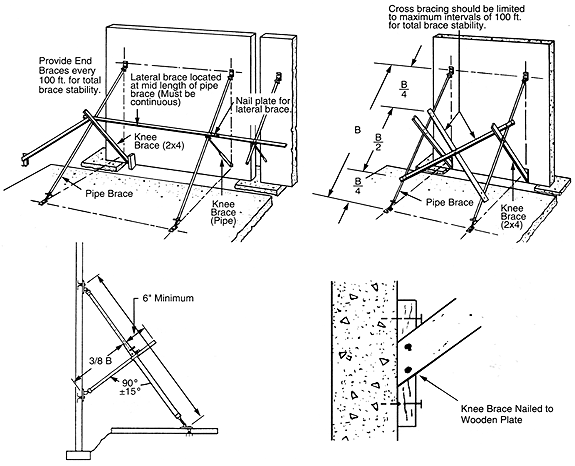 Provide End
Braces every
100 ft. for total
brace stability.
Lateral brace located
at mid length of pipe
brace (Must be
continuous)
Nail plate for
lateral brace.
Knee
Brace (2x4)
Pipe Brace
Knee
Brace
(Pipe)
Cross bracing should be limited
to maximum intervals of 100 ft.
for total brace stability.
B
4
B
B
2
B
4
Pipe Brace
Knee
Brace
(2x4)
6" Minimum
3/8 B
90°
±15°
Knee Brace Nailed to
Wooden Plate